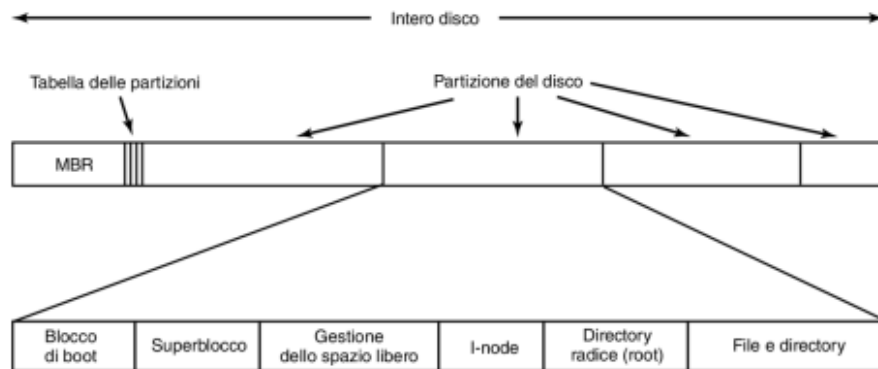 Intero disco
Tabella delle partizioni
Partizione del disco
MBR
Blocco
di boot
Superblocco
Gestione
dello spazio libero
I-node
Directory
radice (root)
File e directory